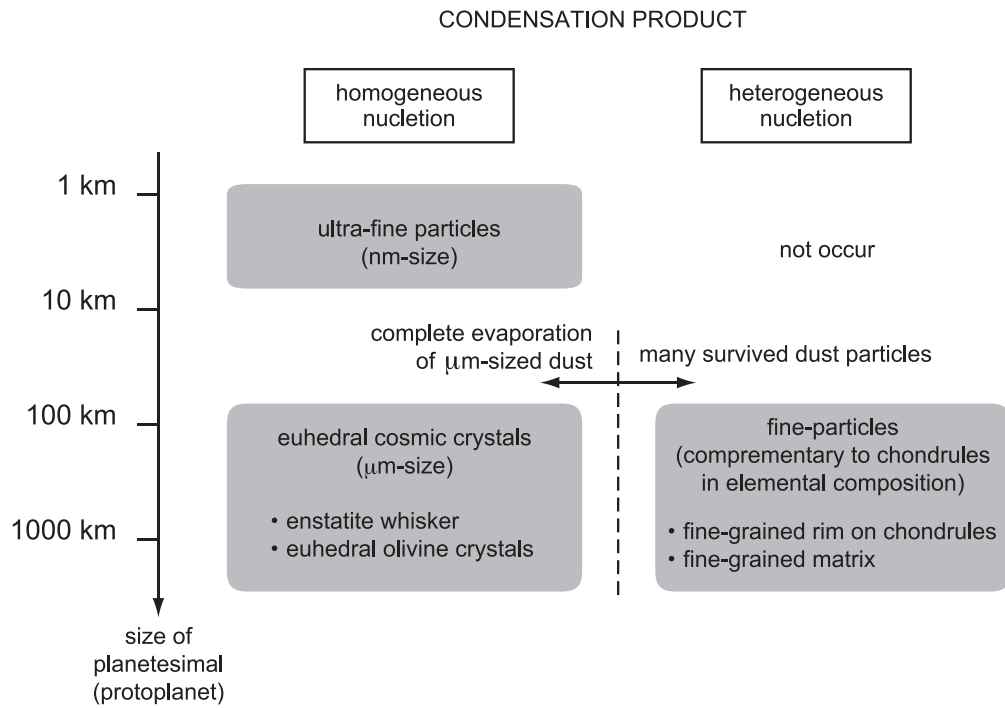 CONDENSATION PRODUCT
homogeneous
nucletion
heterogeneous
nucletion
1 km
ultra-fine particles
(nm-size)
not occur
10 km
complete evaporation
of μm-sized dust
many survived dust particles
100 km
euhedral cosmic crystals
(μm-size)
• enstatite whisker
• euhedral olivine crystals
fine-particles
(comprementary to chondrules
in elemental composition)
• fine-grained rim on chondrules
• fine-grained matrix
1000 km
size of
planetesimal
(protoplanet)